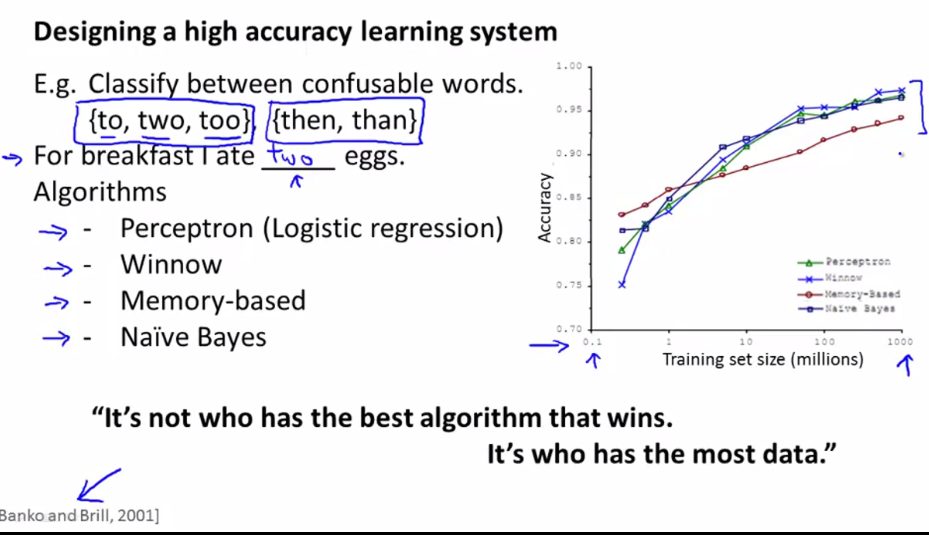 Designing a high accuracy learning system
E.g. Classify between confusable words.
{to, two, too}, {then, than}
For breakfast I ate two eggs.
Algorithms
- Perceptron (Logistic regression)
- Winnow
- Memory-based
- Naïve Bayes
1.00
0.95
0.90
0.85
0.80
0.75
0.70
Accuracy
Perceptron
Winnow
Memory-Based
Naive Bayes
0.1 1 10 100 1000
Training set size (millions)
“It’s not who has the best algorithm that wins.
It’s who has the most data.”
Banko and Brill, 2001]